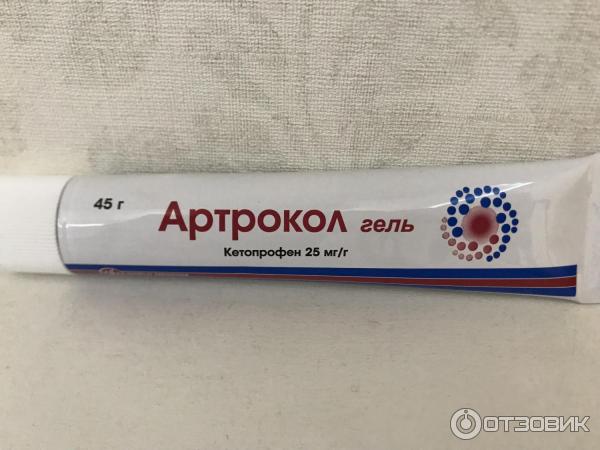 45 г
Артрокол гель
Кетопрофен 25 мг/г
ОТЗОВИК